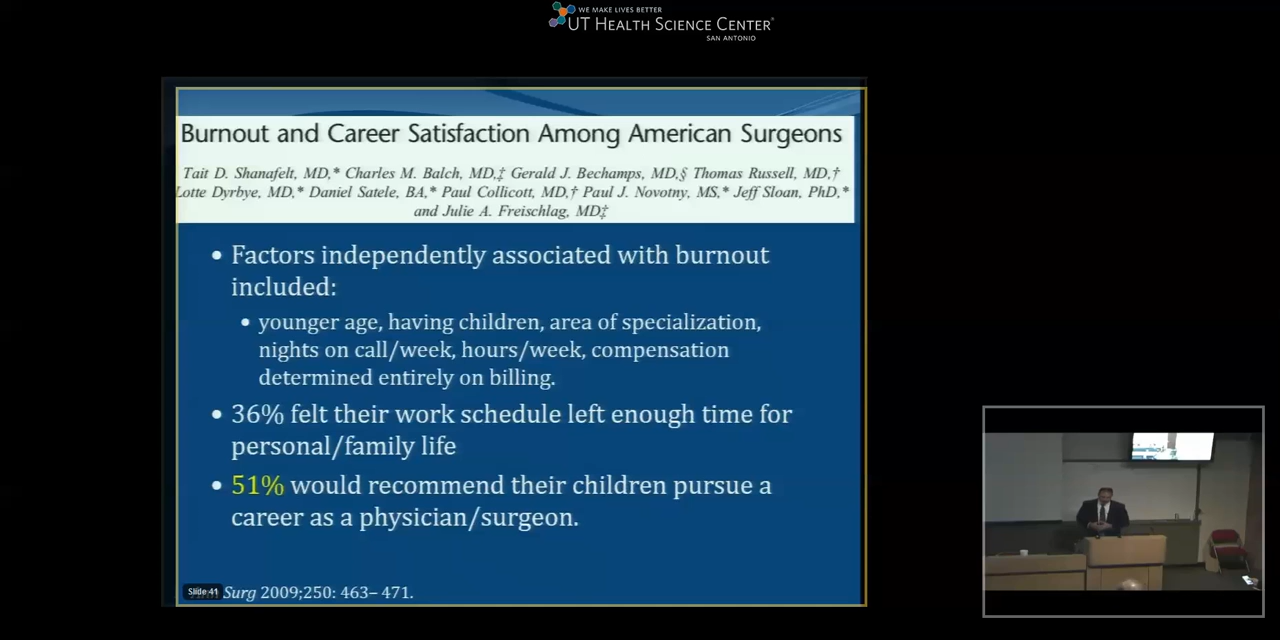 WE MAKE LIVES BETTER
UT HEALTH SCIENCE CENTER®
SAN ANTONIO
Burnout and Career Satisfaction Among American Surgeons
Tait D. Shanafelt, MD,* Charles M. Balch, MD,‡ Gerald J. Bechamps, MD,§ Thomas Russell, MD,†
Lotte Dyrbye, MD,* Daniel Satele, BA,* Paul Collicott, MD,† Paul J. Novotny, MS,* Jeff Sloan, PhD,*
and Julie A. Freischlag, MD‡
• Factors independently associated with burnout
included:
• younger age, having children, area of specialization,
nights on call/week, hours/week, compensation
determined entirely on billing.
• 36% felt their work schedule left enough time for
personal/family life
• 51% would recommend their children pursue a
career as a physician/surgeon.
Slide 41
Surg 2009;250: 463–471.